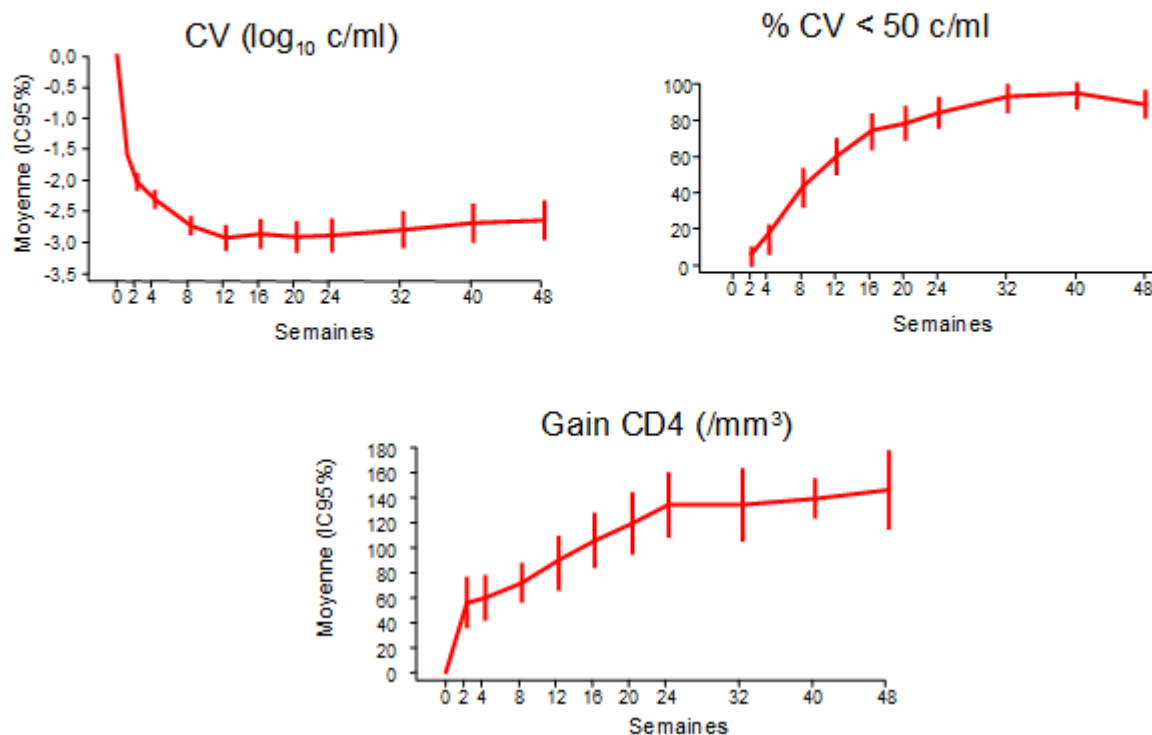 CV (log₁₀ c/ml)
Moyenne (IC95%)
0,0
-0,5
-1,0
-1,5
-2,0
-2,5
-3,0
-3,5
0 2 4 8 12 16 20 24 32 40 48
Semaines
% CV < 50 c/ml
100
80
60
40
20
0
0 2 4 8 12 16 20 24 32 40 48
Semaines
Gain CD4 (/mm³)
Moyenne (IC95%)
180
160
140
120
100
80
60
40
20
0
0 2 4 8 12 16 20 24 32 40 48
Semaines